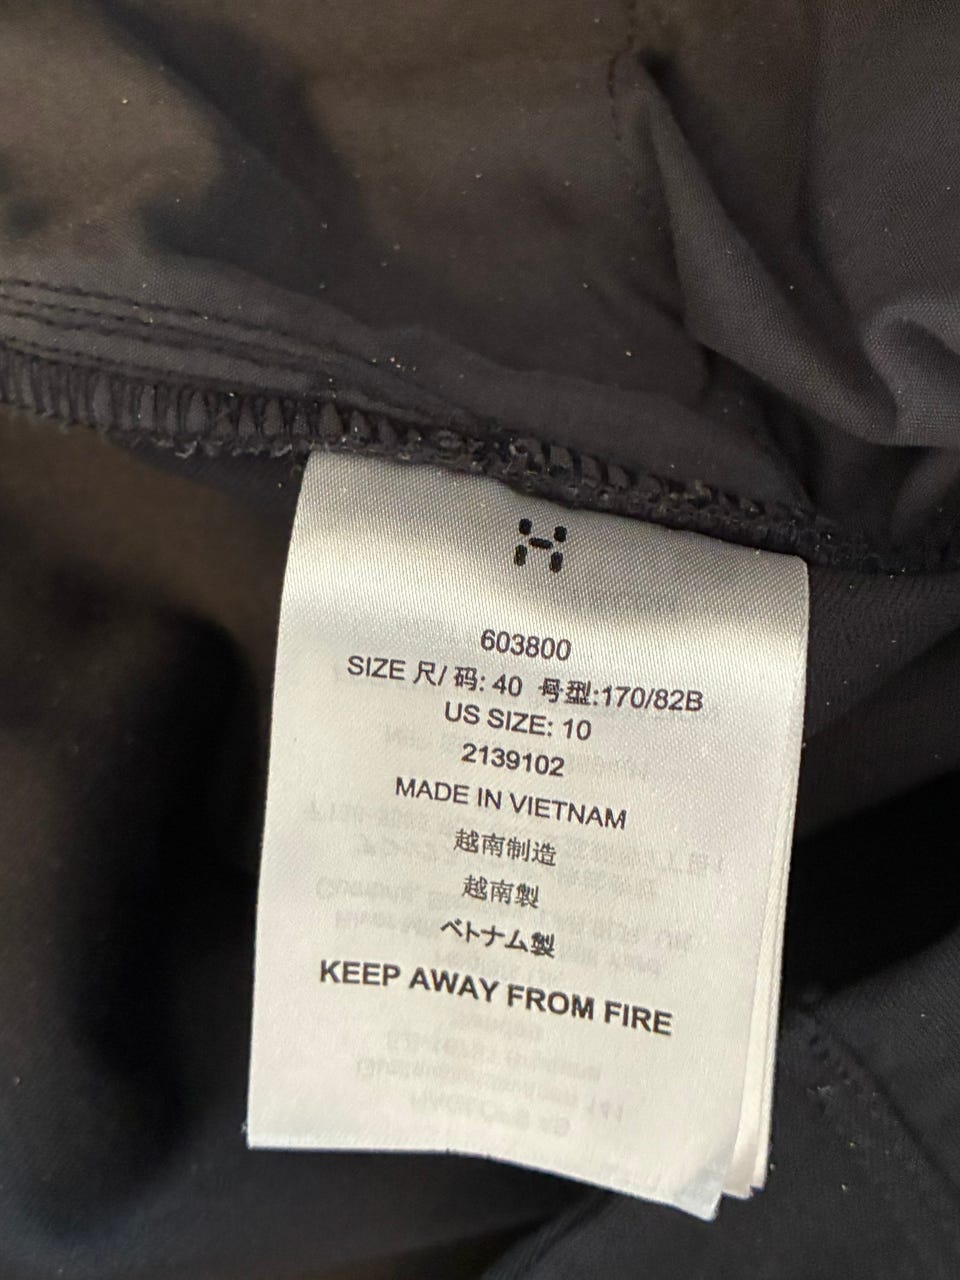 603800
SIZE 尺/ 码: 40 号型:170/82B
US SIZE: 10
2139102
MADE IN VIETNAM
越南制造
越南製
ベトナム製
KEEP AWAY FROM FIRE